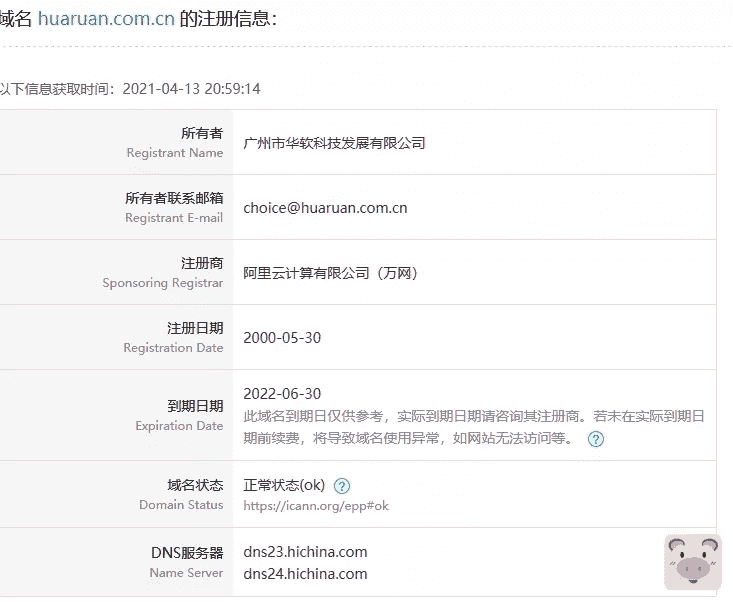 域名 huaruan.com.cn 的注册信息：
以下信息获取时间：2021-04-13 20:59:14
所有者
Registrant Name
广州市华软科技发展有限公司
所有者联系邮箱
Registrant E-mail
choice@huaruan.com.cn
注册商
Sponsoring Registrar
阿里云计算有限公司（万网）
注册日期
Registration Date
2000-05-30
到期日期
Expiration Date
2022-06-30
此域名到期日仅供参考，实际到期日期请咨询其注册商。若未在实际到期日
期前续费，将导致域名使用异常，如网站无法访问等。 ?
域名状态
Domain Status
正常状态(ok) ?
https://icann.org/epp#ok
DNS服务器
Name Server
dns23.hichina.com
dns24.hichina.com